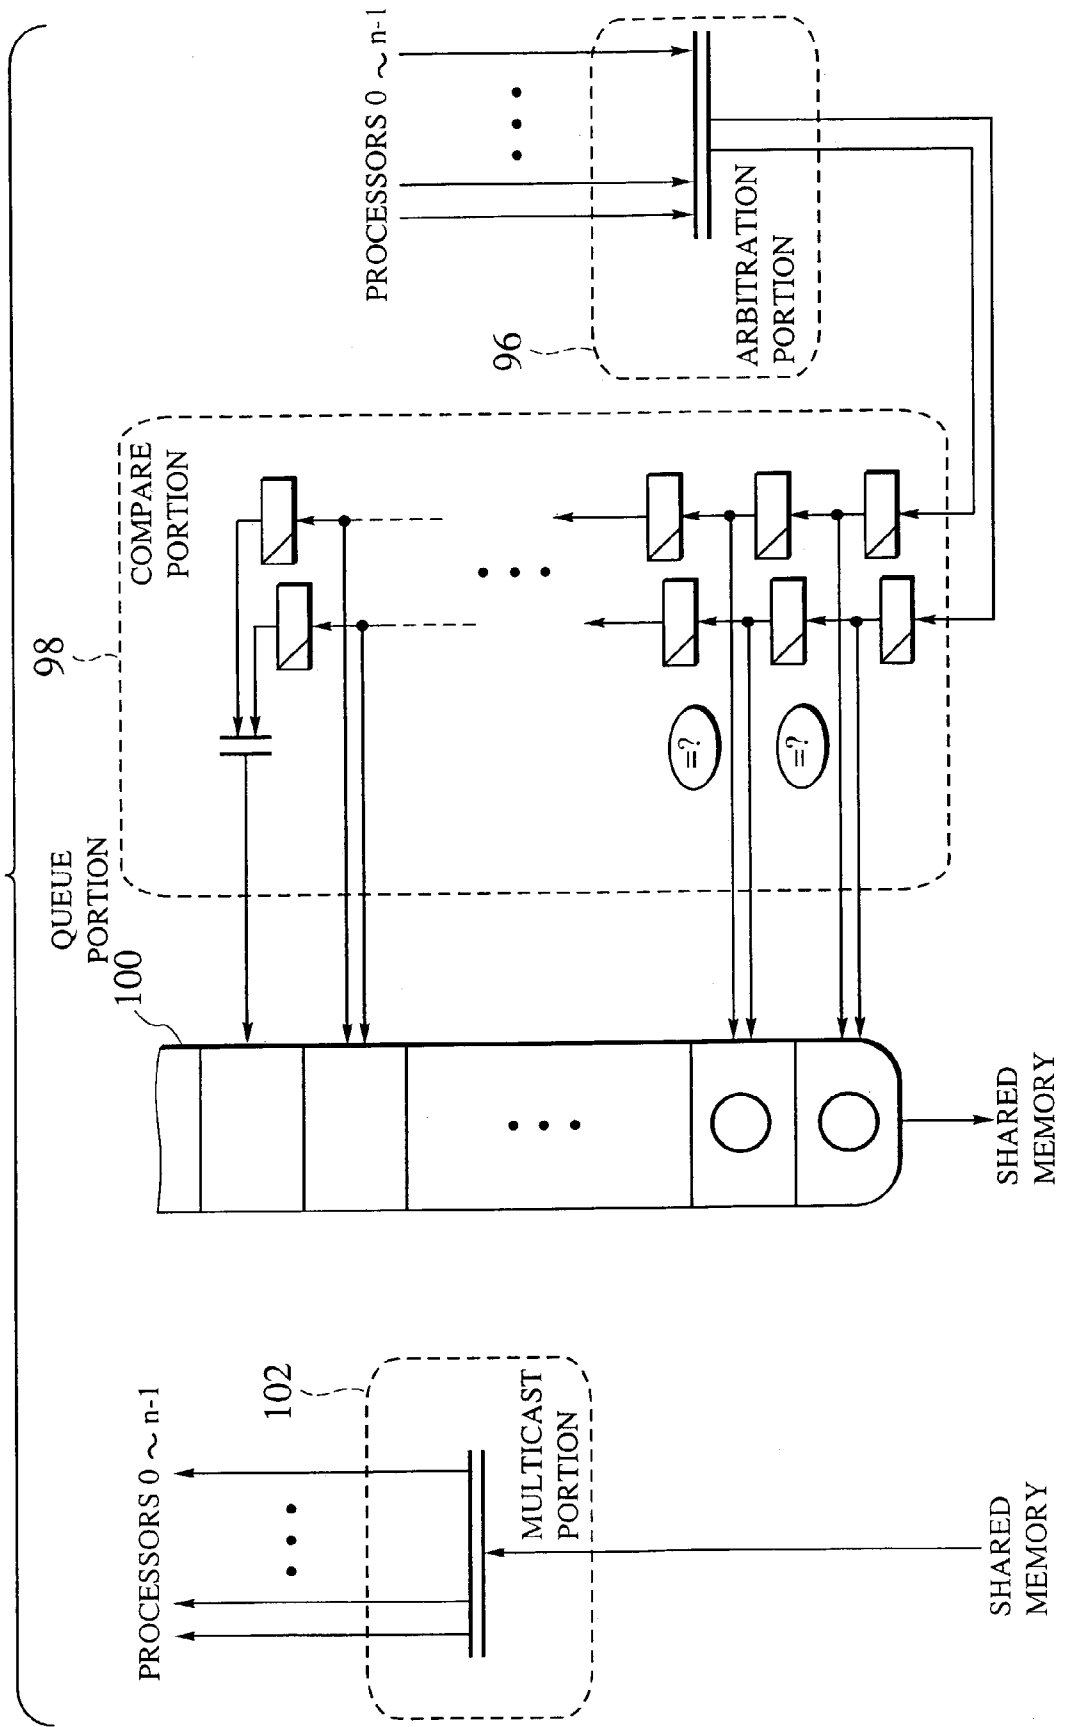 PROCESSORS 0 ~ n-1
96
ARBITRATION
PORTION
98
COMPARE
PORTION
=?
=?
QUEUE
PORTION
100
SHARED
MEMORY
PROCESSORS 0 ~ n-1
102
MULTICAST
PORTION
SHARED
MEMORY